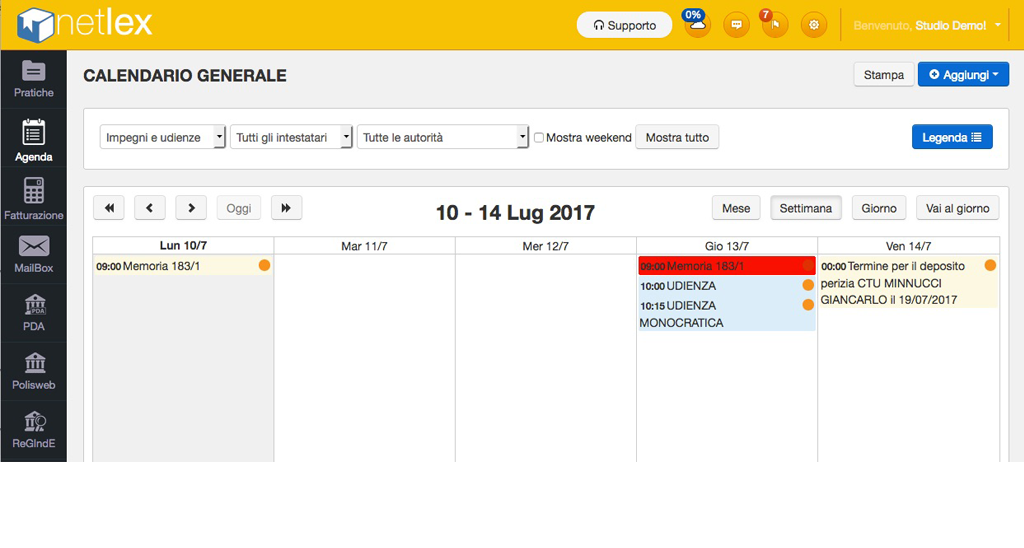 netlex
Supporto
0%
7
Benvenuto, Studio Demo!
Pratiche
Agenda
Fatturazione
MailBox
PDA
PDA
Polisweb
ReGIndE
CALENDARIO GENERALE
Stampa
Aggiungi
Impegni e udienze
Tutti gli intestatari
Tutte le autorità
Mostra weekend
Mostra tutto
Legenda
Oggi
10 - 14 Lug 2017
Mese
Settimana
Giorno
Vai al giorno
Lun 10/7
Mar 11/7
Mer 12/7
Gio 13/7
Ven 14/7
09:00 Memoria 183/1
09:00 Memoria 183/1
10:00 UDIENZA
10:15 UDIENZA
MONOCRATICA
00:00 Termine per il deposito
perizia CTU MINNUCCI
GIANCARLO il 19/07/2017